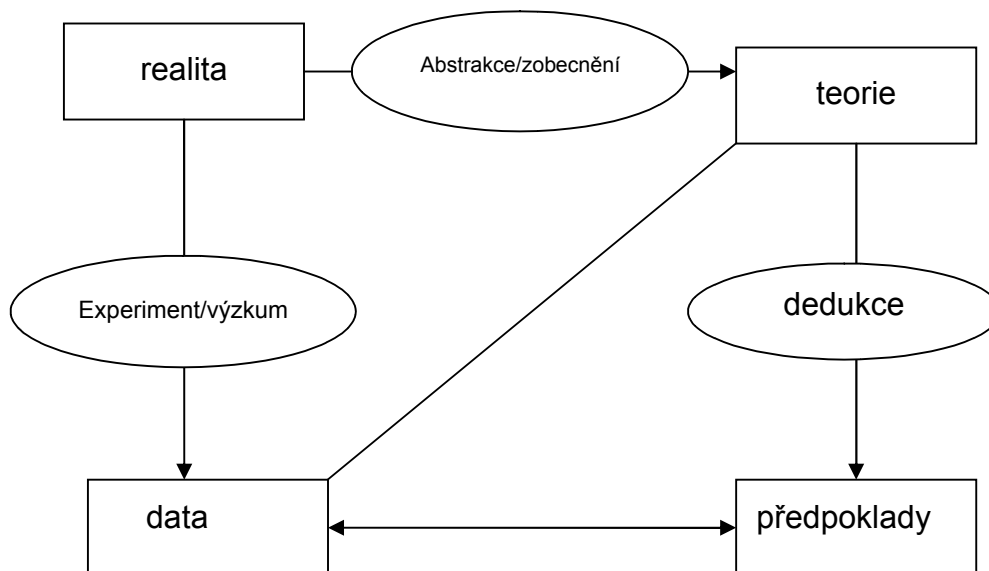 realita
Abstrakce/zobecnění
teorie
Experiment/výzkum
dedukce
data
předpoklady